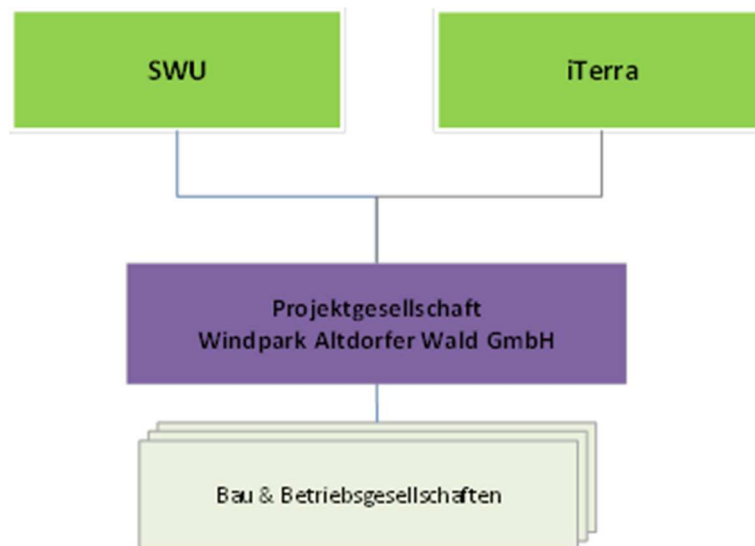 SWU
iTerra
Projektgesellschaft
Windpark Altdorfer Wald GmbH
Bau & Betriebsgesellschaften